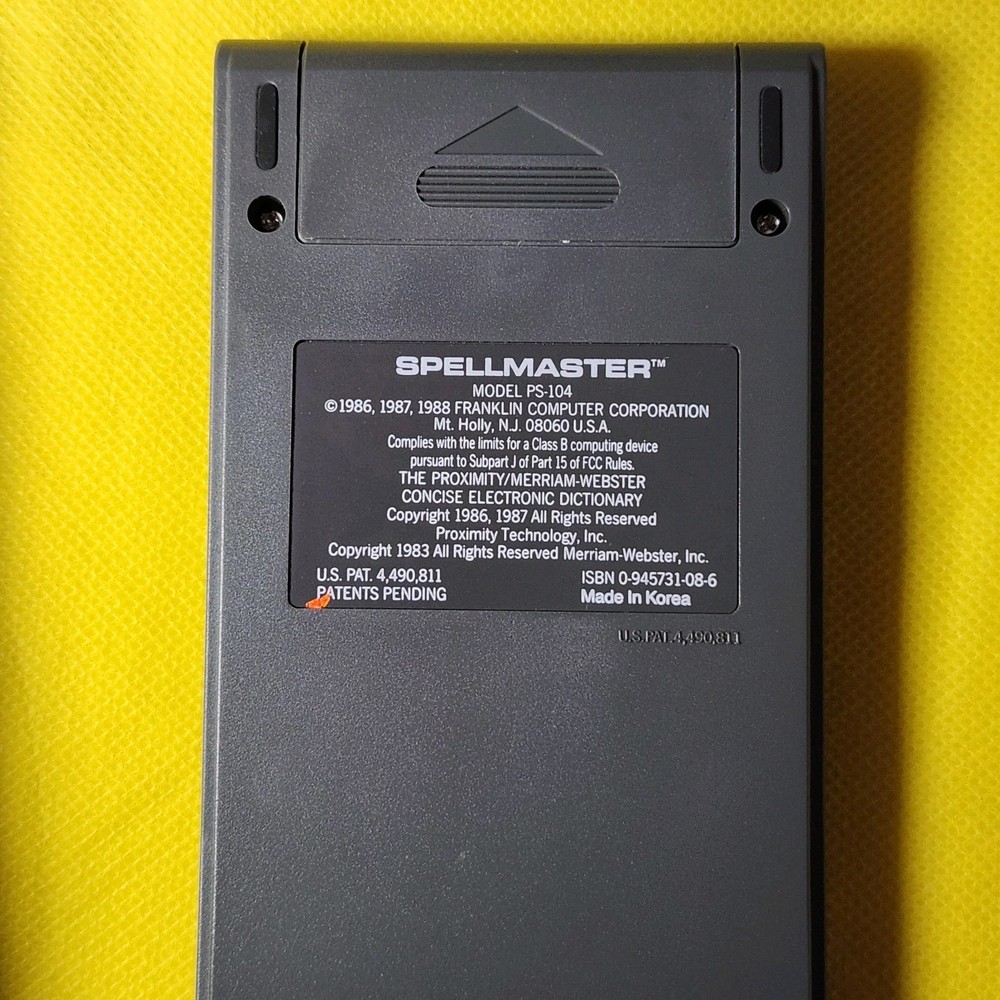 SPELLMASTER™
MODEL PS-104
©1986, 1987, 1988 FRANKLIN COMPUTER CORPORATION
Mt. Holly, N.J. 08060 U.S.A.
Complies with the limits for a Class B computing device
pursuant to Subpart J of Part 15 of FCC Rules.
THE PROXIMITY/MERRIAM-WEBSTER
CONCISE ELECTRONIC DICTIONARY
Copyright 1986, 1987 All Rights Reserved
Proximity Technology, Inc.
Copyright 1983 All Rights Reserved Merriam-Webster, Inc.
U.S. PAT. 4,490,811 ISBN 0-945731-08-6
PATENTS PENDING Made In Korea
U.S.PAT.4,490,811